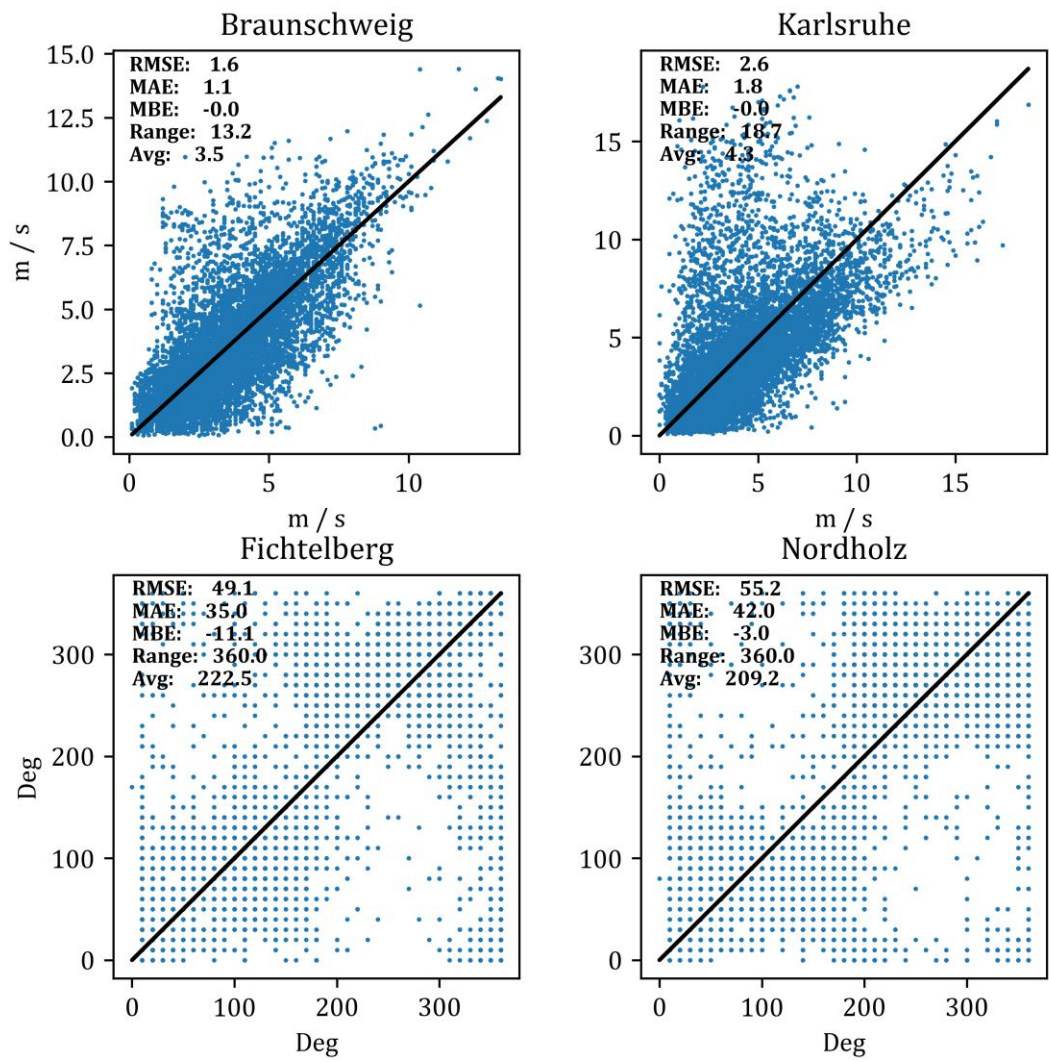 Braunschweig
Karlsruhe
15.0
12.5
10.0
7.5
5.0
2.5
0.0
m / s
RMSE: 1.6
MAE: 1.1
MBE: -0.0
Range: 13.2
Avg: 3.5
0 5 10
m / s
15
10
5
0
RMSE: 2.6
MAE: 1.8
MBE: -0.0
Range: 18.7
Avg: 4.3
0 5 10 15
m / s
Fichtelberg
Nordholz
300
200
100
0
Deg
RMSE: 49.1
MAE: 35.0
MBE: -11.1
Range: 360.0
Avg: 222.5
0 100 200 300
Deg
300
200
100
0
RMSE: 55.2
MAE: 42.0
MBE: -3.0
Range: 360.0
Avg: 209.2
0 100 200 300
Deg